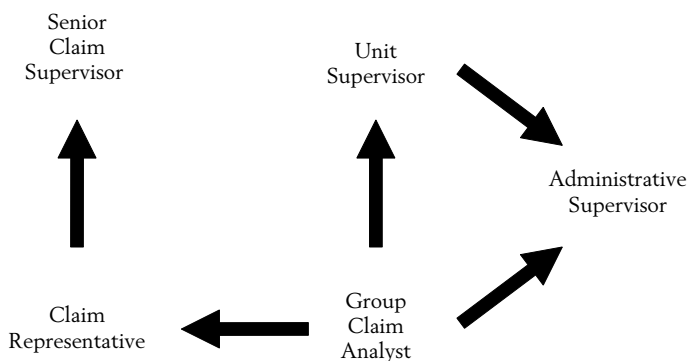 Senior
Claim
Supervisor
Unit
Supervisor
Administrative
Supervisor
Claim
Representative
Group
Claim
Analyst